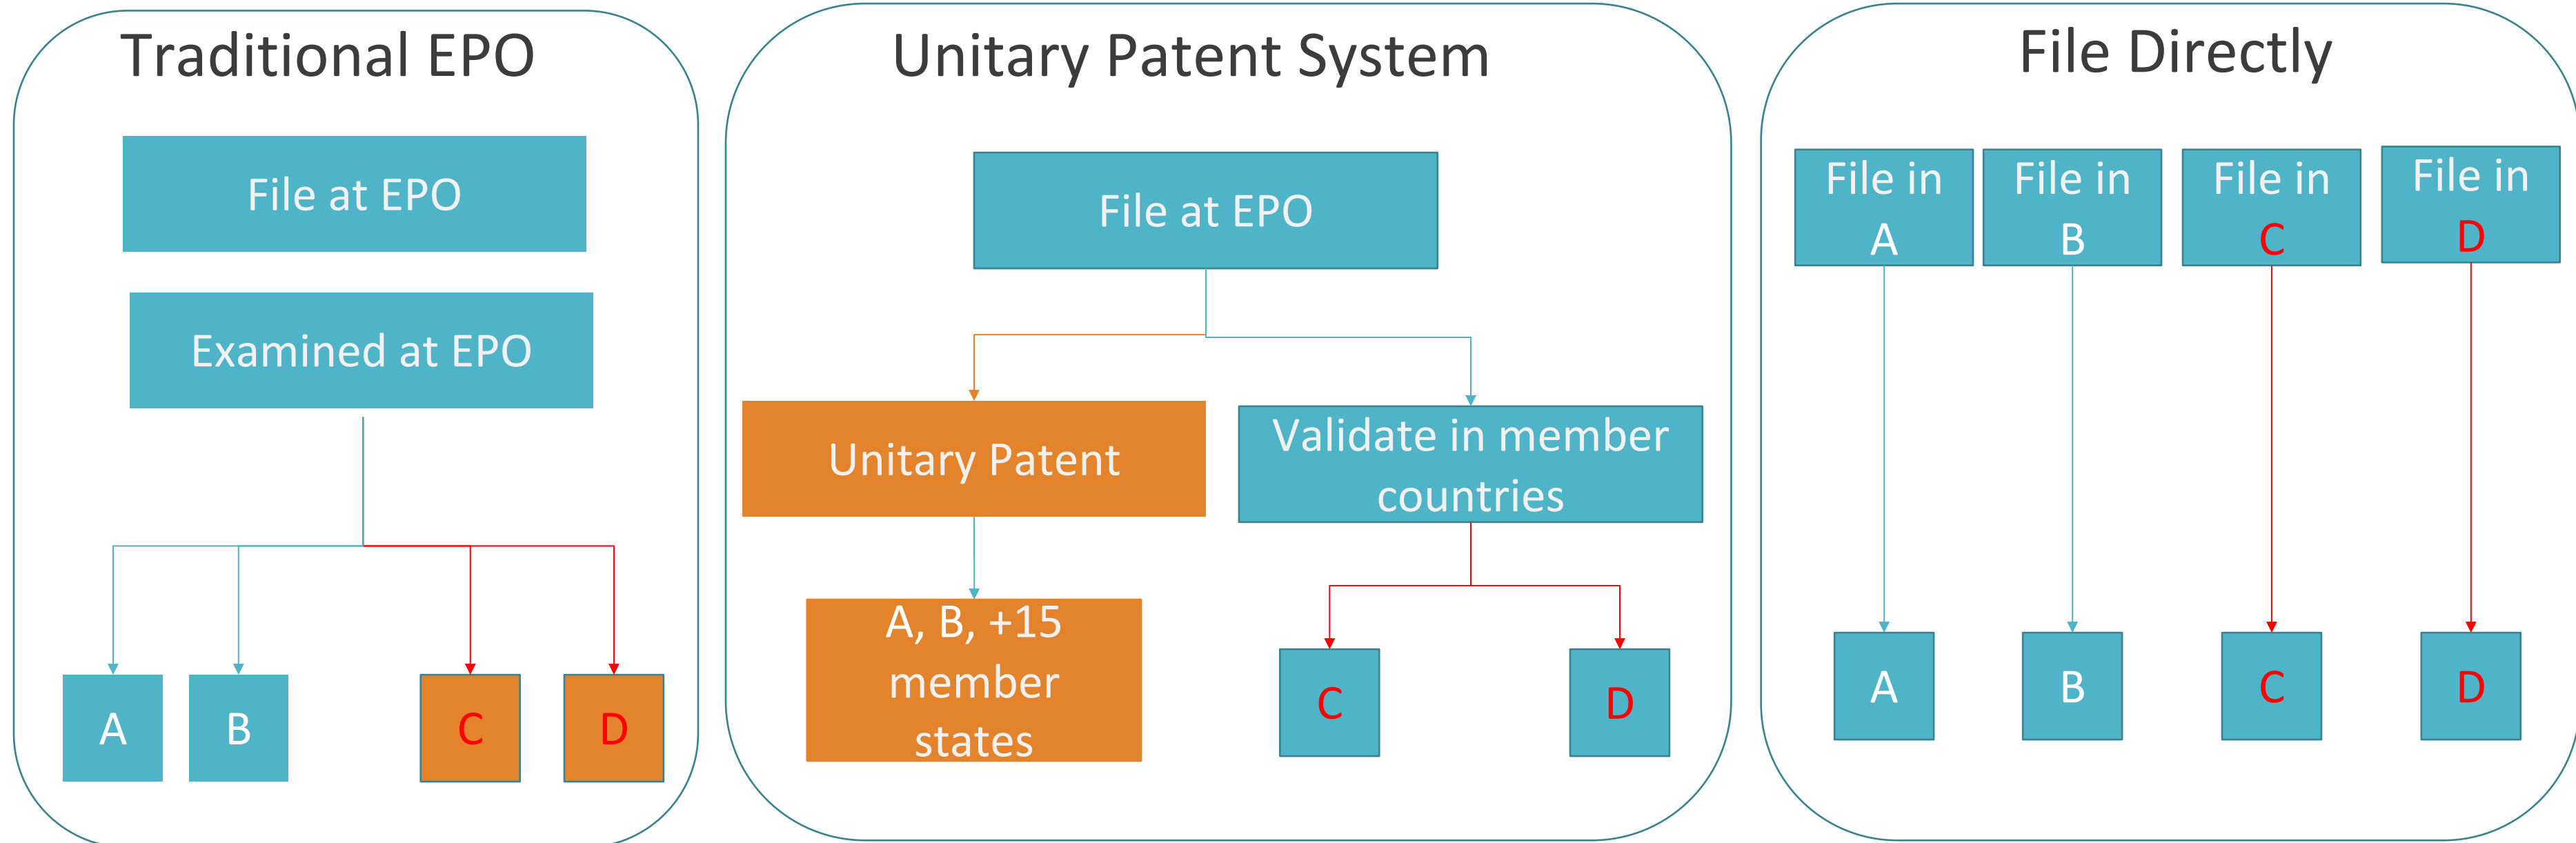 Traditional EPO
File at EPO
Examined at EPO
A
B
C
D
Unitary Patent System
File at EPO
Unitary Patent
Validate in member
countries
A, B, +15
member
states
C
D
File Directly
File in
A
File in
B
File in
C
File in
D
A
B
C
D